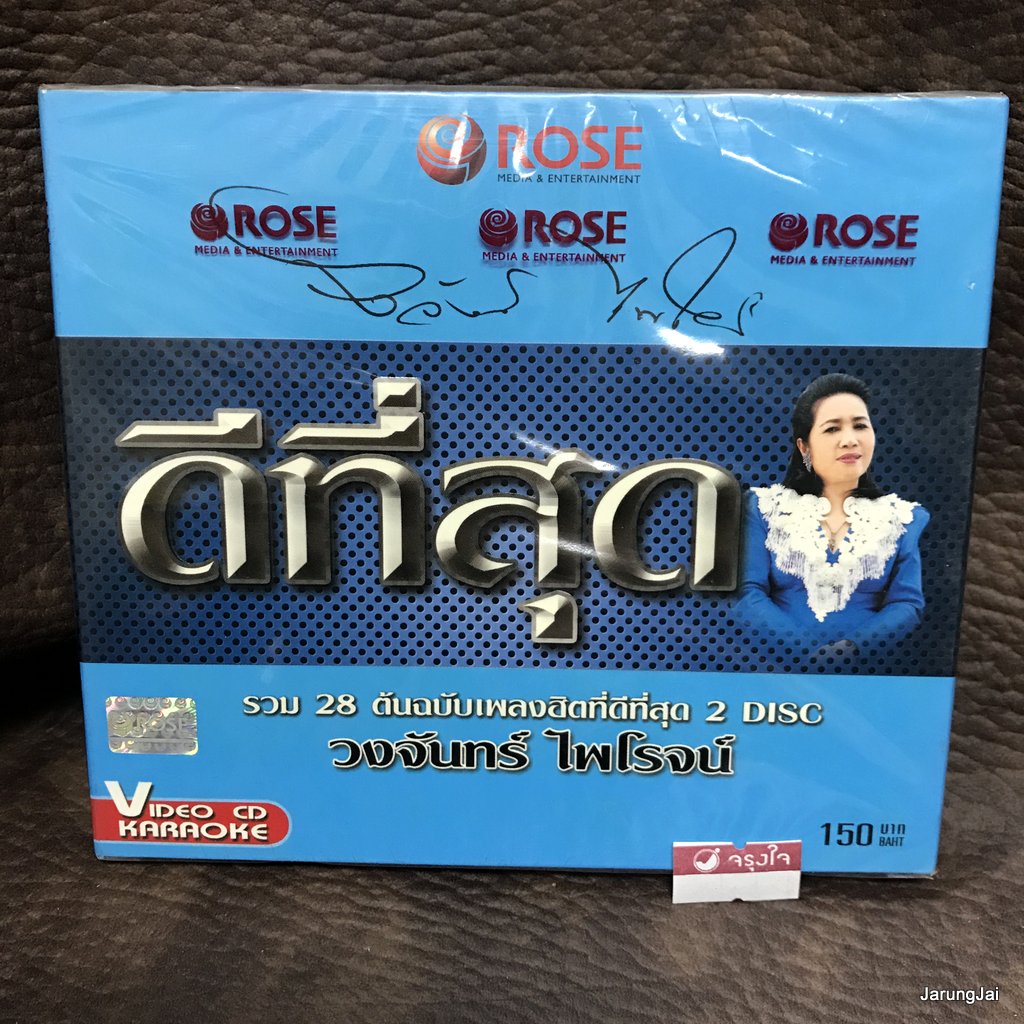 ROSE
MEDIA & ENTERTAINMENT
ROSE
MEDIA & ENTERTAINMENT
ROSE
MEDIA & ENTERTAINMENT
ROSE
MEDIA & ENTERTAINMENT
ดีที่สุด
รวม 28 ต้นฉบับเพลงฮิตที่ดีที่สุด 2 DISC
วงจันทร์ ไพโรจน์
ROSE
VIDEO CD
KARAOKE
150 บาท
BAHT
จรุงใจ
JarungJai